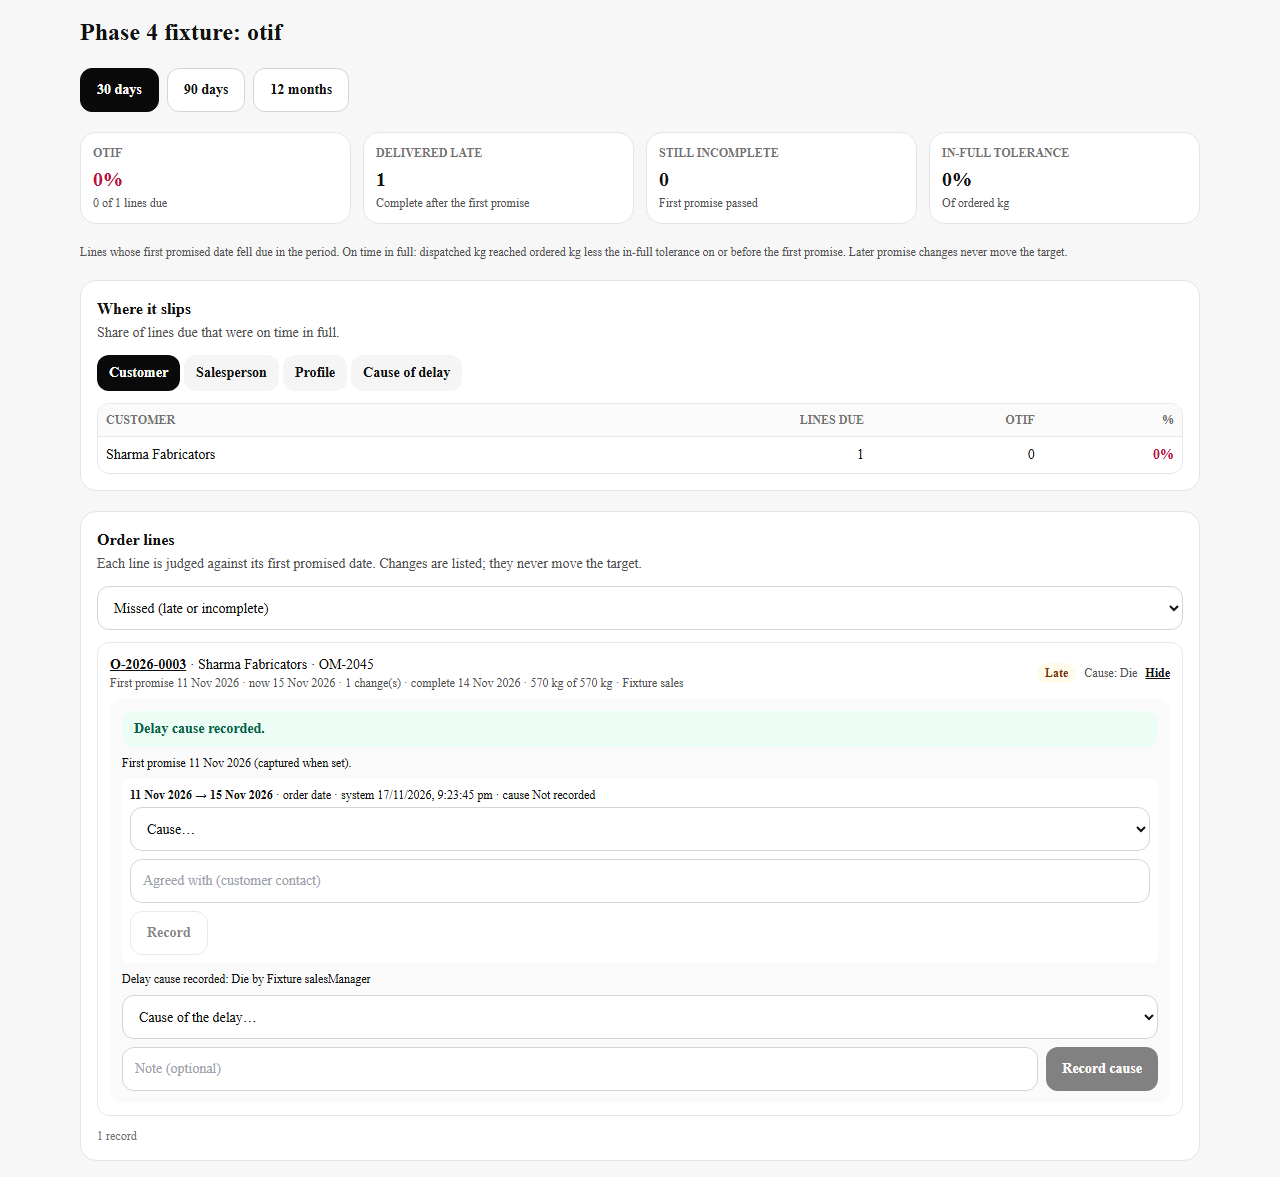 Phase 4 fixture: otif
30 days 90 days 12 months
OTIF
0%
0 of 1 lines due
DELIVERED LATE
1
Complete after the first promise
STILL INCOMPLETE
0
First promise passed
IN-FULL TOLERANCE
0%
Of ordered kg
Lines whose first promised date fell due in the period. On time in full: dispatched kg reached ordered kg less the in-full tolerance on or before the first promise. Later promise changes never move the target.
Where it slips
Share of lines due that were on time in full.
Customer Salesperson Profile Cause of delay
CUSTOMER LINES DUE OTIF %
Sharma Fabricators 1 0 0%
Order lines
Each line is judged against its first promised date. Changes are listed; they never move the target.
Missed (late or incomplete)
O-2026-0003 · Sharma Fabricators · OM-2045
First promise 11 Nov 2026 · now 15 Nov 2026 · 1 change(s) · complete 14 Nov 2026 · 570 kg of 570 kg · Fixture sales
Late Cause: Die Hide
Delay cause recorded.
First promise 11 Nov 2026 (captured when set).
11 Nov 2026 → 15 Nov 2026 · order date · system 17/11/2026, 9:23:45 pm · cause Not recorded
Cause…
Agreed with (customer contact)
Record
Delay cause recorded: Die by Fixture salesManager
Cause of the delay…
Note (optional)
Record cause
1 record